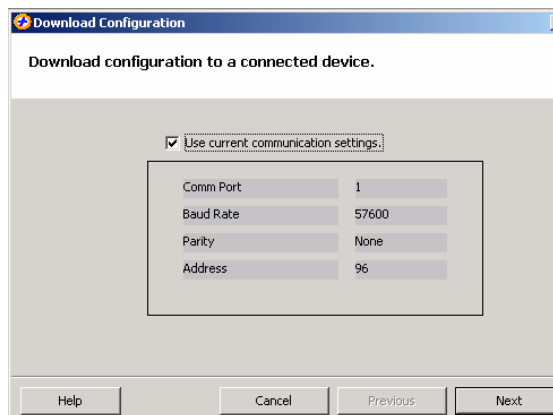 Download Configuration
Download configuration to a connected device.
Use current communication settings.
Comm Port 1
Baud Rate 57600
Parity None
Address 96
Help Cancel Previous Next